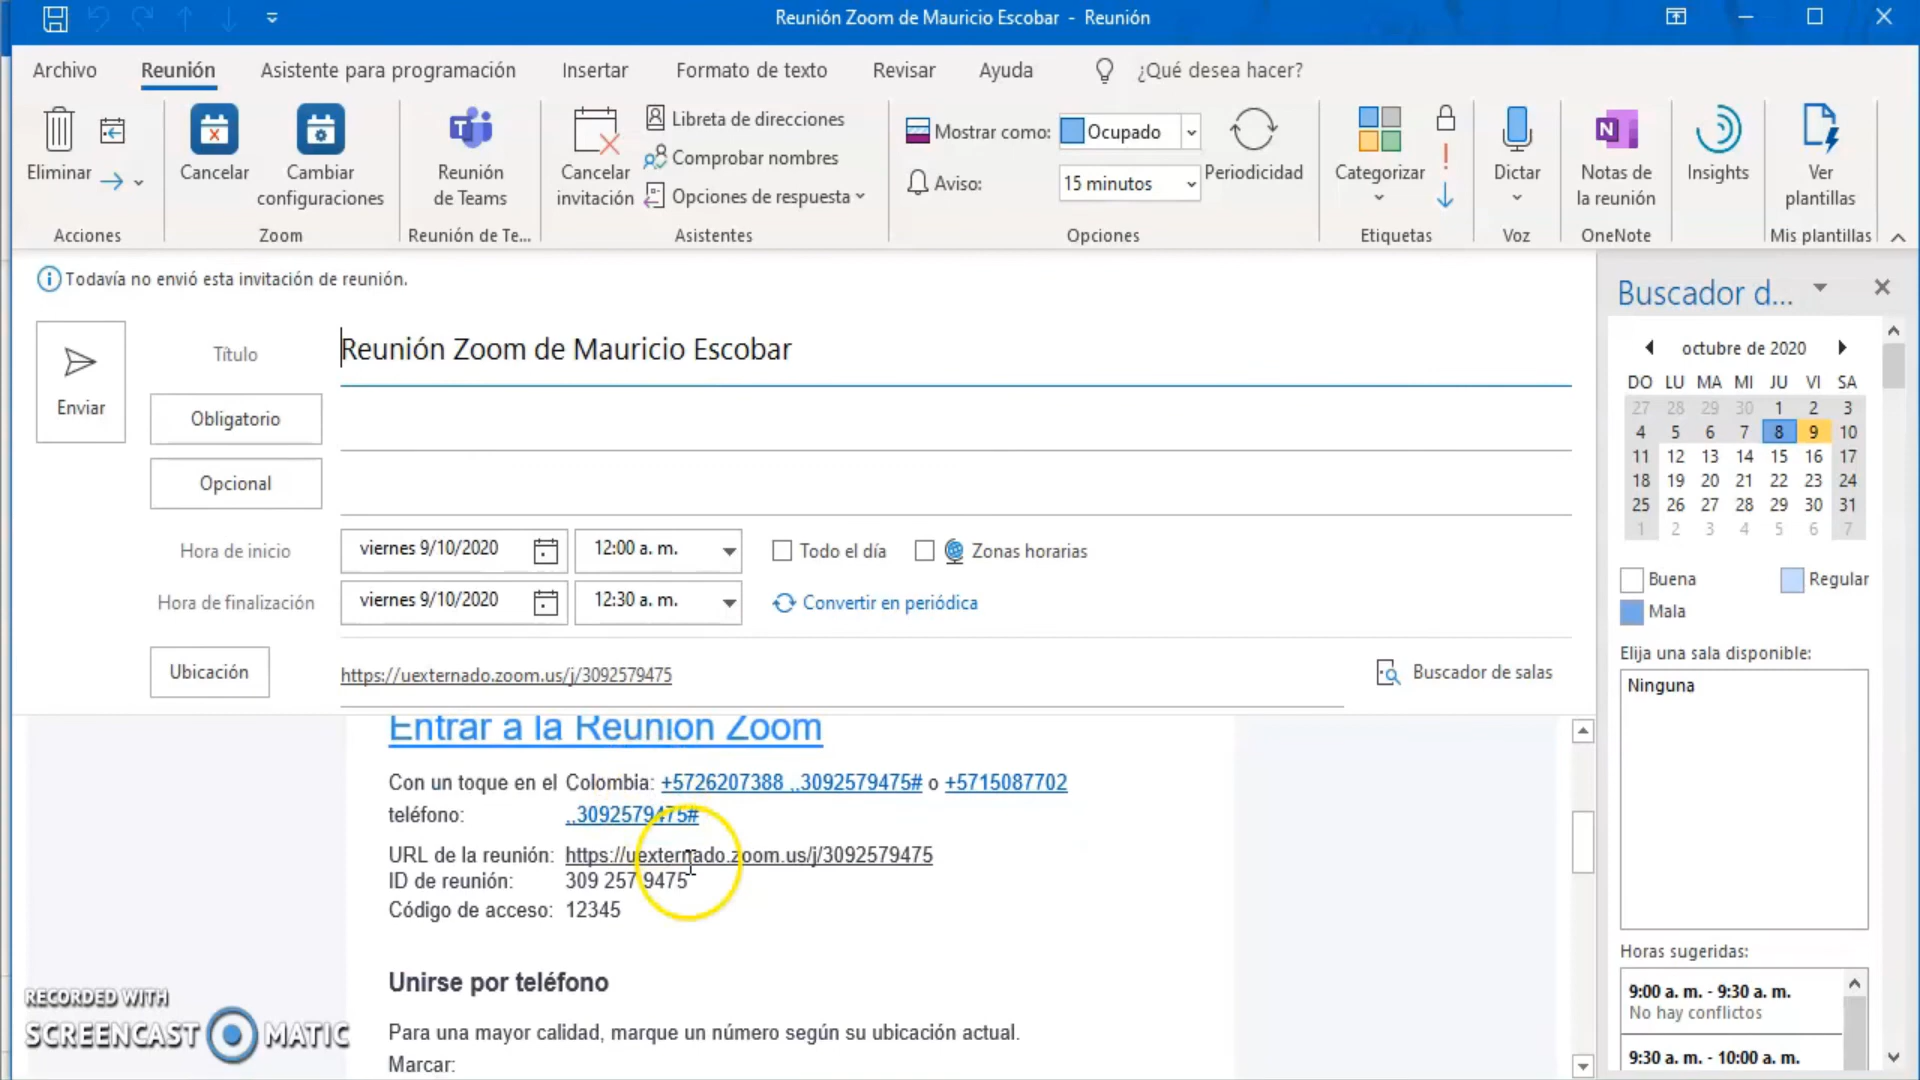 Reunión Zoom de Mauricio Escobar - Reunión
Archivo Reunión Asistente para programación Insertar Formato de texto Revisar Ayuda ¿Qué desea hacer?
Eliminar
Acciones
Cancelar
Cambiar configuraciones
Zoom
Reunión de Teams
Reunión de Te...
Cancelar invitación
Libreta de direcciones
Comprobar nombres
Opciones de respuesta
Asistentes
Mostrar como: Ocupado
Aviso: 15 minutos
Periodicidad
Opciones
Categorizar
Etiquetas
Dictar
Voz
Notas de la reunión
OneNote
Insights
Ver plantillas
Mis plantillas
Todavía no envió esta invitación de reunión.
Enviar
Título Reunión Zoom de Mauricio Escobar
Obligatorio
Opcional
Hora de inicio viernes 9/10/2020 12:00 a. m. Todo el día Zonas horarias
Hora de finalización viernes 9/10/2020 12:30 a. m. Convertir en periódica
Ubicación https://uexternado.zoom.us/j/3092579475 Buscador de salas
Entrar a la Reunión Zoom
Con un toque en el Colombia: +5726207388 ,,3092579475# o +5715087702
teléfono: ,,3092579475#
URL de la reunión: https://uexternado.zoom.us/j/3092579475
ID de reunión: 309 257 9475
Código de acceso: 12345
Unirse por teléfono
Para una mayor calidad, marque un número según su ubicación actual.
Marcar:
RECORDED WITH
SCREENCAST MATIC
Buscador d...
octubre de 2020
DO LU MA MI JU VI SA
27 28 29 30 1 2 3
4 5 6 7 8 9 10
11 12 13 14 15 16 17
18 19 20 21 22 23 24
25 26 27 28 29 30 31
1 2 3 4 5 6 7
Buena Regular
Mala
Elija una sala disponible:
Ninguna
Horas sugeridas:
9:00 a. m. - 9:30 a. m.
No hay conflictos
9:30 a. m. - 10:00 a. m.